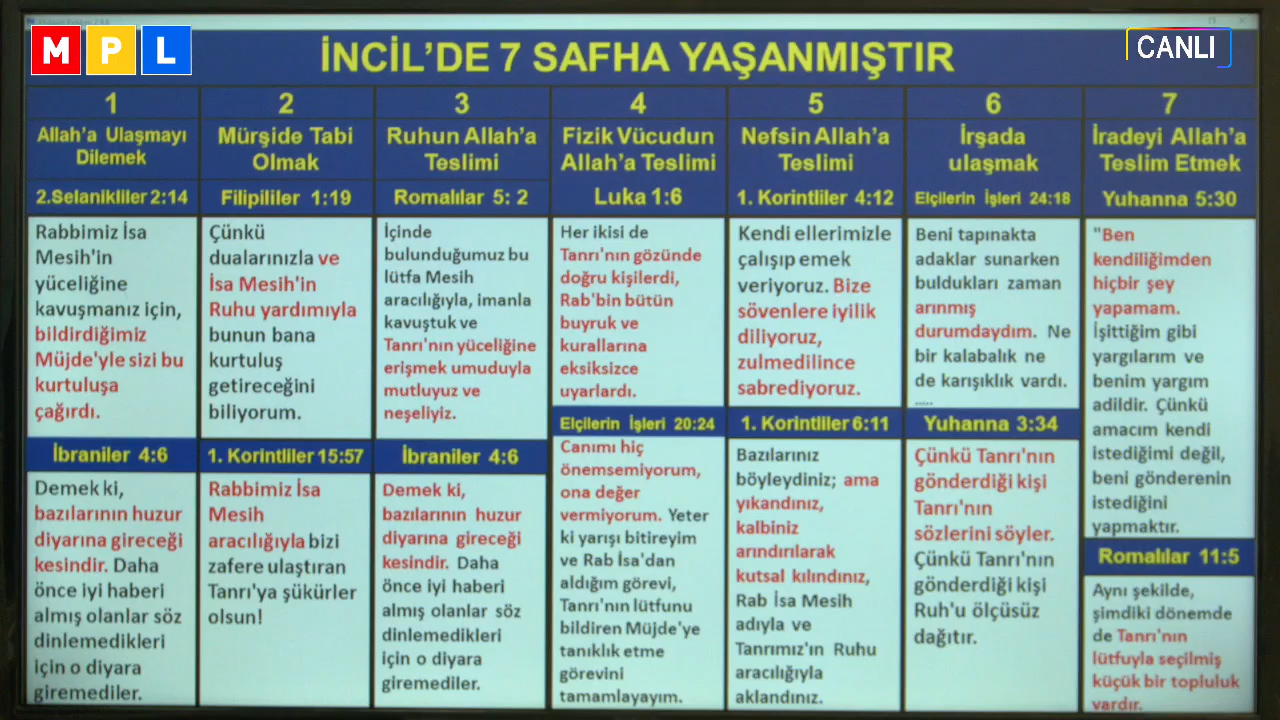 MPL
CANLI
İNCİL'DE 7 SAFHA YAŞANMIŞTIR
1
Allah'a Ulaşmayı
Dilemek
2.Selanikliler 2:14
Rabbimiz İsa
Mesih'in
yüceliğine
kavuşmanız için,
bildirdiğimiz
Müjde'yle sizi bu
kurtuluşa
çağırdı.
İbraniler 4:6
Demek ki,
bazılarının huzur
diyarına gireceği
kesindir. Daha
önce iyi haberi
almış olanlar söz
dinlemedikleri
için o diyara
giremediler.
2
Mürşide Tabi
Olmak
Filipililer 1:19
Çünkü
dualarınızla ve
İsa Mesih'in
Ruhu yardımıyla
bunun bana
kurtuluş
getireceğini
biliyorum.
1. Korintliler 15:57
Rabbimiz İsa
Mesih
aracılığıyla bizi
zafere ulaştıran
Tanrı'ya şükürler
olsun!
3
Ruhun Allah'a
Teslimi
Romalılar 5: 2
İçinde
bulunduğumuz bu
lütfa Mesih
aracılığıyla, imanla
kavuştuk ve
Tanrı'nın yüceliğine
erişmek umuduyla
mutluyuz ve
neşeliyiz.
İbraniler 4:6
Demek ki,
bazılarının huzur
diyarına gireceği
kesindir. Daha
önce iyi haberi
almış olanlar söz
dinlemedikleri
için o diyara
giremediler.
4
Fizik Vücudun
Allah'a Teslimi
Luka 1:6
Her ikisi de
Tanrı'nın gözünde
doğru kişilerdi,
Rab'bin bütün
buyruk ve
kurallarına
eksiksizce
uyarlardı.
Elçilerin İşleri 20:24
Canımı hiç
önemsemiyorum,
ona değer
vermiyorum. Yeter
ki yarışı bitireyim
ve Rab İsa'dan
aldığım görevi,
Tanrı'nın lütfunu
bildiren Müjde'ye
tanıklık etme
görevini
tamamlayayım.
5
Nefsin Allah'a
Teslimi
1. Korintliler 4:12
Kendi ellerimizle
çalışıp emek
veriyoruz. Bize
sövenlere iyilik
diliyoruz,
zulmedilince
sabrediyoruz.
1. Korintliler 6:11
Bazılarınız
böyleydiniz; ama
yıkandınız,
kalbiniz
arındırılarak
kutsal kılındınız,
Rab İsa Mesih
adıyla ve
Tanrımız'ın Ruhu
aracılığıyla
aklandınız.
6
İrşada
ulaşmak
Elçilerin İşleri 24:18
Beni tapınakta
adaklar sunarken
buldukları zaman
arınmış
durumdaydım. Ne
bir kalabalık ne
de karışıklık vardı.
.....
Yuhanna 3:34
Çünkü Tanrı'nın
gönderdiği kişi
Tanrı'nın
sözlerini söyler.
Çünkü Tanrı'nın
gönderdiği kişi
Ruh'u ölçüsüz
dağıtır.
7
İradeyi Allah'a
Teslim Etmek
Yuhanna 5:30
"Ben
kendiliğimden
hiçbir şey
yapamam.
İşittiğim gibi
yargılarım ve
benim yargım
adildir. Çünkü
amacım kendi
istediğimi değil,
beni gönderenin
istediğini
yapmaktır.
Romalılar 11:5
Aynı şekilde,
şimdiki dönemde
de Tanrı'nın
lütfuyla seçilmiş
küçük bir topluluk
vardır.